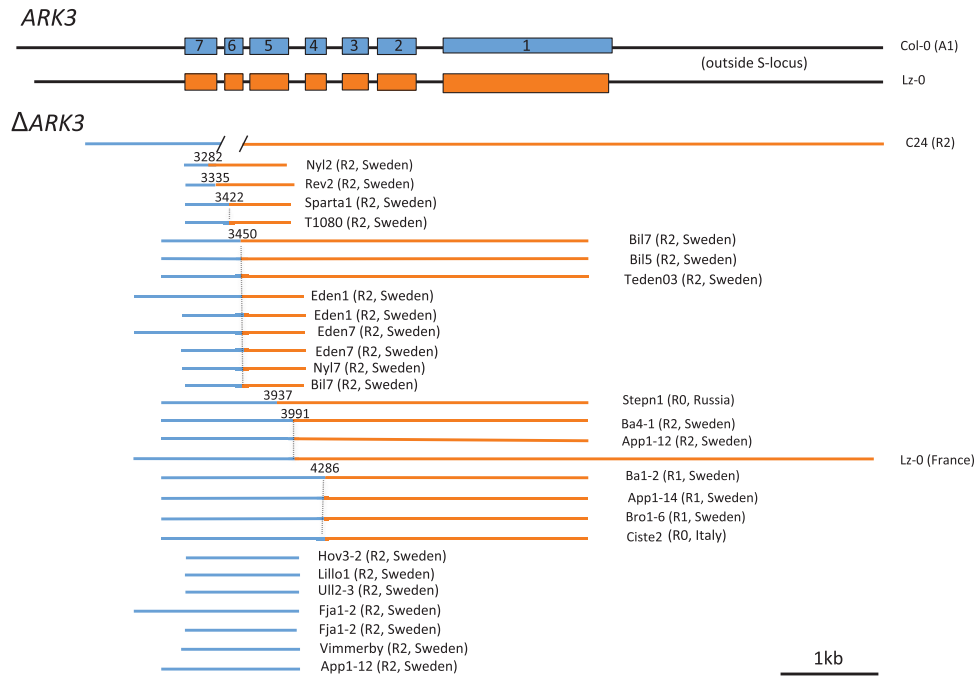 ARK3
7 6 5 4 3 2 1
Col-0 (A1)
(outside S-locus)
Lz-0
ΔARK3
C24 (R2)
3282
Nyl2 (R2, Sweden)
3335
Rev2 (R2, Sweden)
3422
Sparta1 (R2, Sweden)
T1080 (R2, Sweden)
3450
Bil7 (R2, Sweden)
Bil5 (R2, Sweden)
Teden03 (R2, Sweden)
Eden1 (R2, Sweden)
Eden1 (R2, Sweden)
Eden7 (R2, Sweden)
Eden7 (R2, Sweden)
Nyl7 (R2, Sweden)
Bil7 (R2, Sweden)
3937
Stepn1 (R0, Russia)
3991
Ba4-1 (R2, Sweden)
App1-12 (R2, Sweden)
Lz-0 (France)
4286
Ba1-2 (R1, Sweden)
App1-14 (R1, Sweden)
Bro1-6 (R1, Sweden)
Ciste2 (R0, Italy)
Hov3-2 (R2, Sweden)
Lillo1 (R2, Sweden)
Ull2-3 (R2, Sweden)
Fja1-2 (R2, Sweden)
Fja1-2 (R2, Sweden)
Vimmerby (R2, Sweden)
App1-12 (R2, Sweden)
1kb